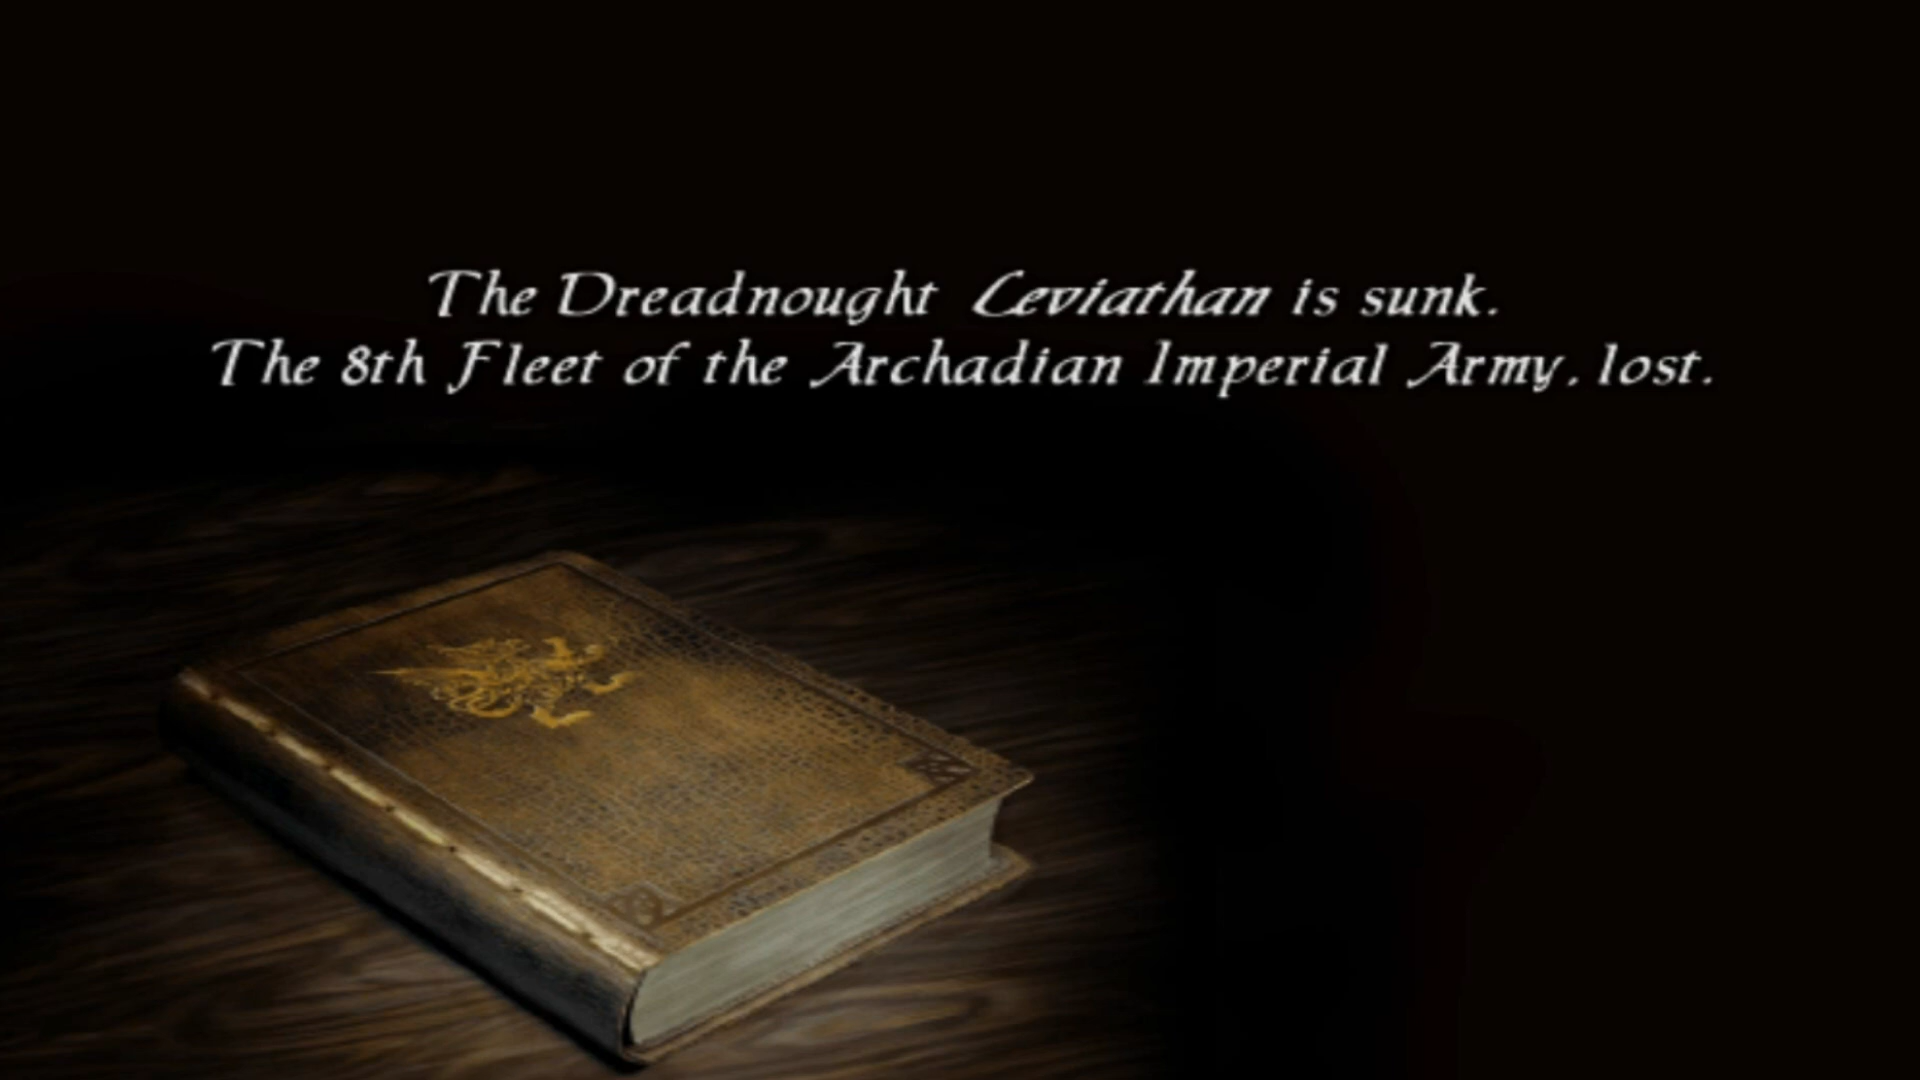 The Dreadnought Leviathan is sunk.
The 8th Fleet of the Archadian Imperial Army, lost.